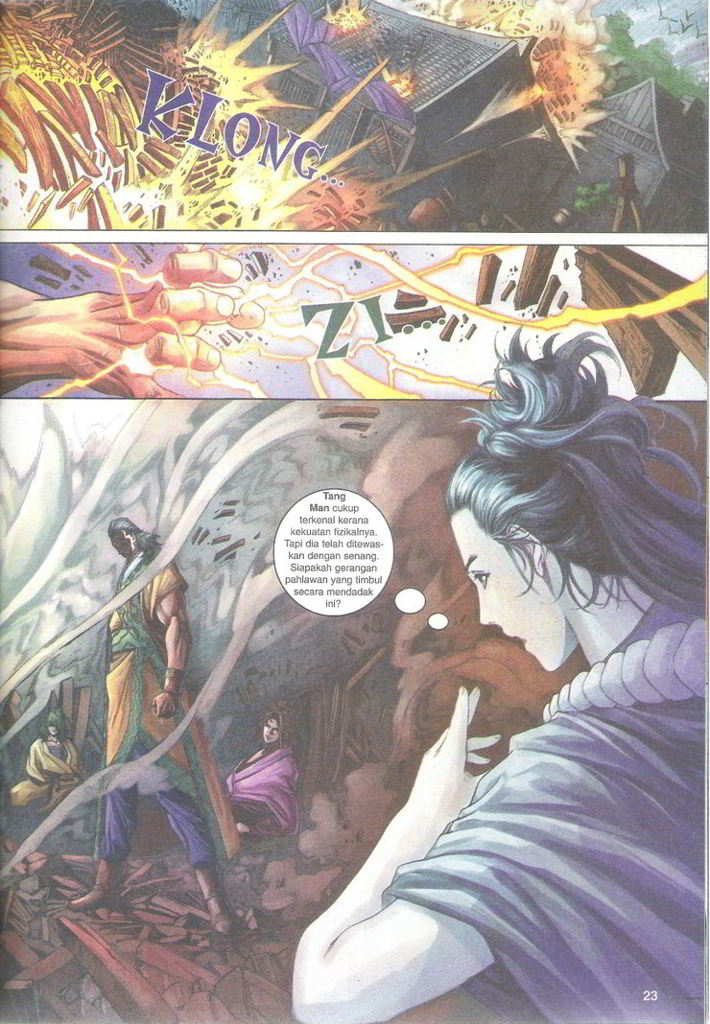 KLONG...
ZI...
Tang
Man cukup
terkenal kerana
kekuatan fizikalnya.
Tapi dia telah ditewas-
kan dengan senang.
Siapakah gerangan
pahlawan yang timbul
secara mendadak
ini?
23